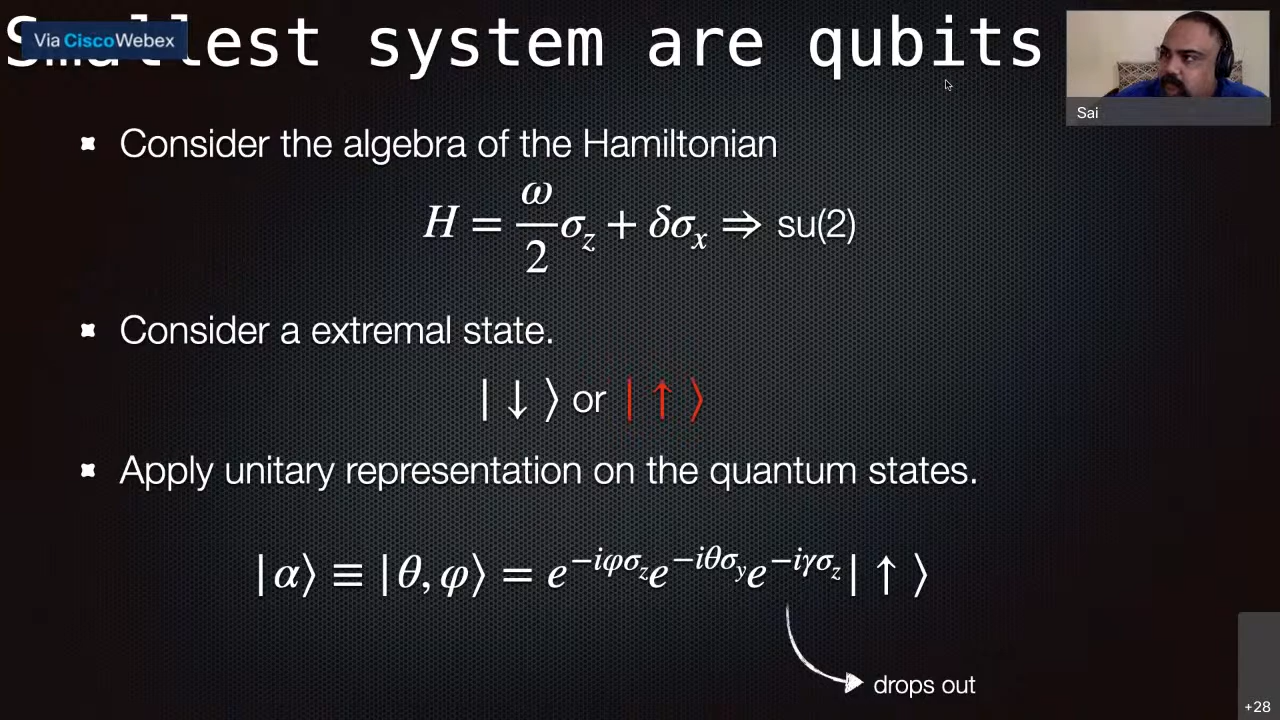 Smallest system are qubits
Via Cisco Webex
Sai
Consider the algebra of the Hamiltonian
H = ω/2 σ_z + δσ_x ⇒ su(2)
Consider a extremal state.
|↓⟩ or |↑⟩
Apply unitary representation on the quantum states.
|α⟩ ≡ |θ, φ⟩ = e^{−iφσ_z} e^{−iθσ_y} e^{−iγσ_z} |↑⟩
drops out
+28